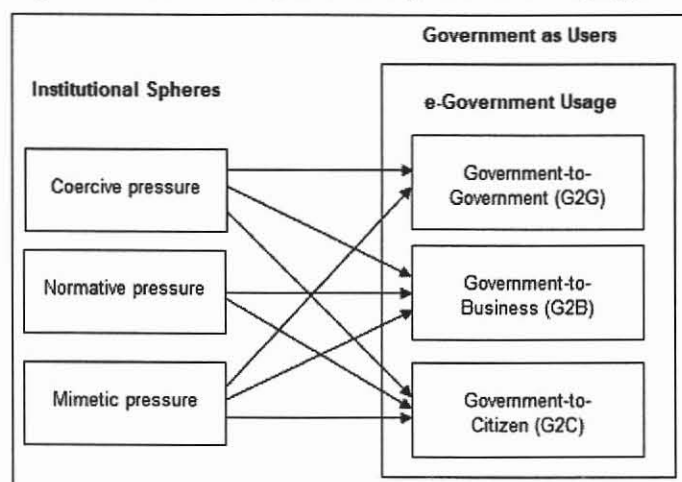 Government as Users
Institutional Spheres
e-Government Usage
Coercive pressure
Government-to-
Government (G2G)
Normative pressure
Government-to-
Business (G2B)
Mimetic pressure
Government-to-
Citizen (G2C)